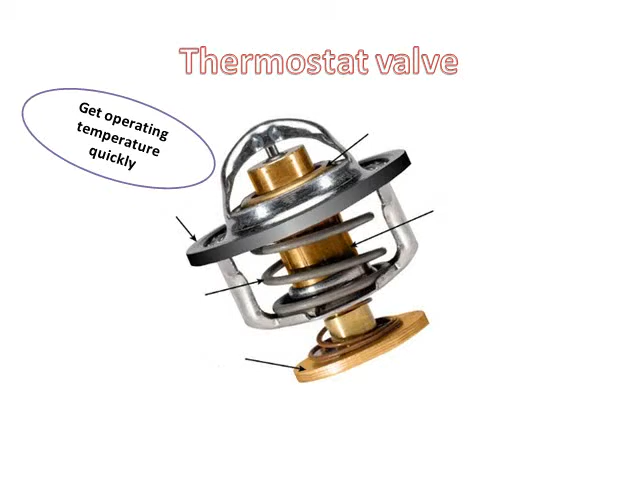 Thermostat valve
Get operating
temperature
quickly